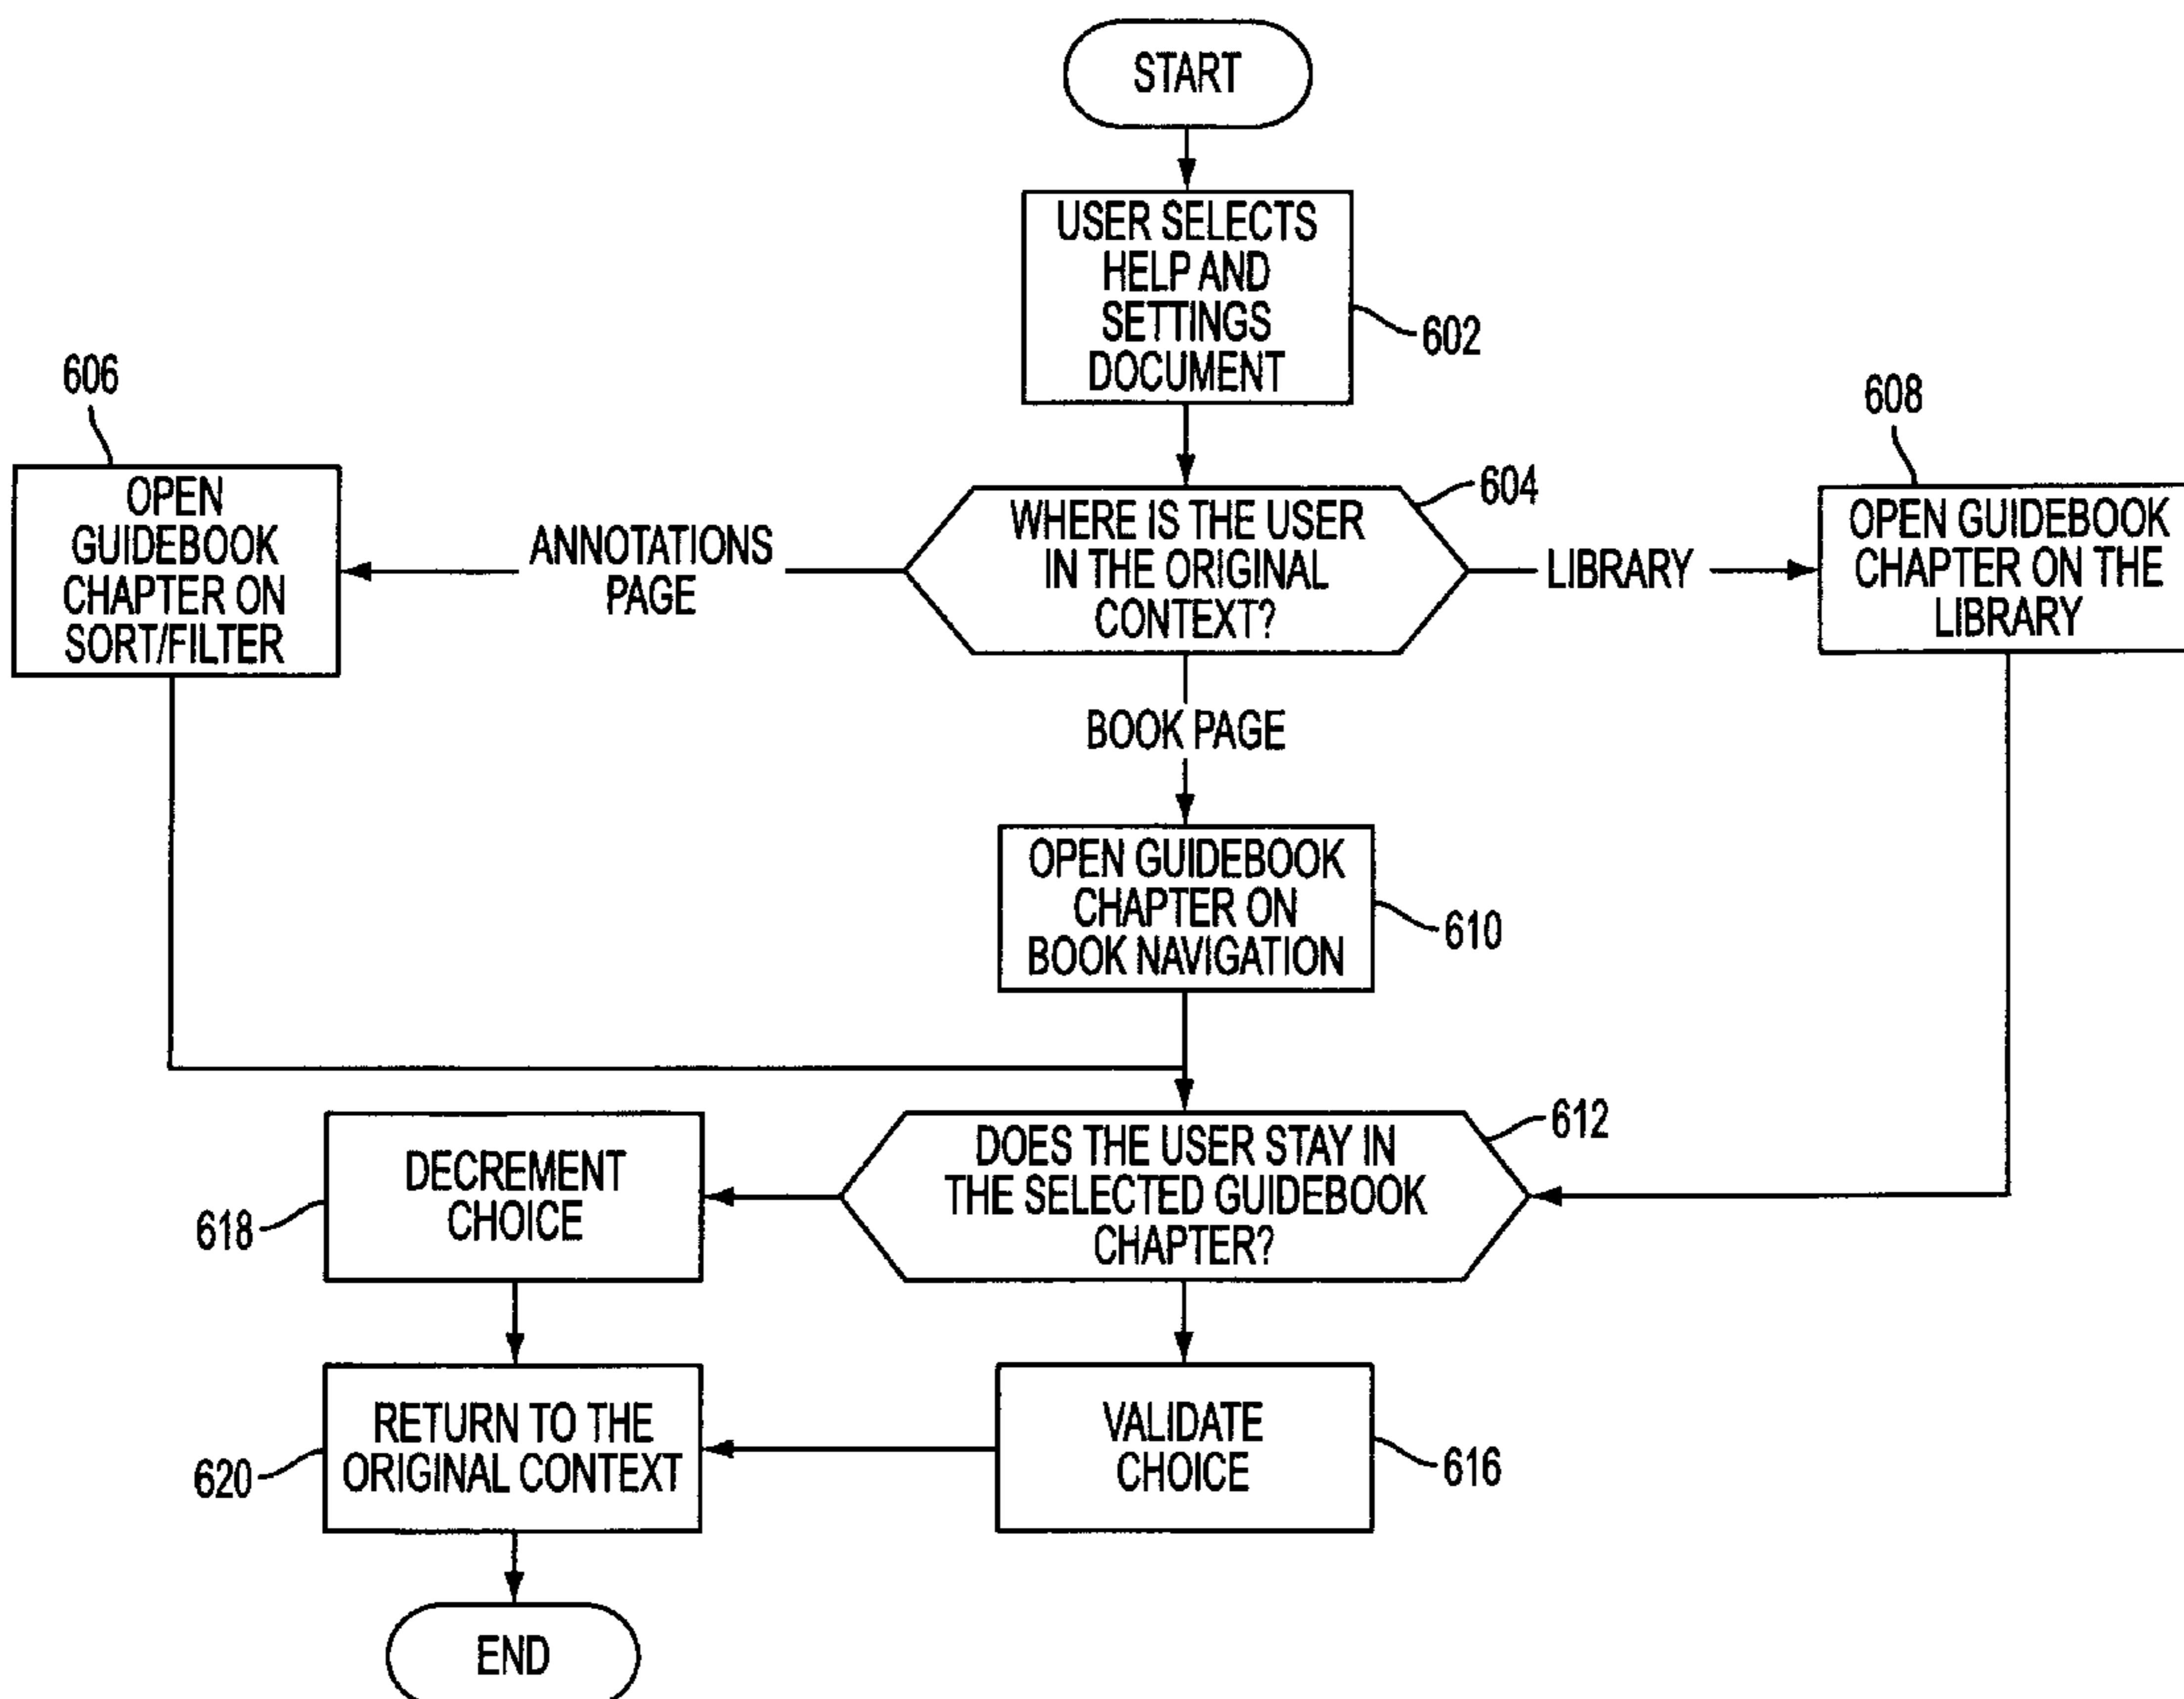 START
USER SELECTS
HELP AND
SETTINGS
DOCUMENT
602
606
608
OPEN
GUIDEBOOK
CHAPTER ON
SORT/FILTER
ANNOTATIONS
PAGE
WHERE IS THE USER
IN THE ORIGINAL
CONTEXT?
604
LIBRARY
OPEN GUIDEBOOK
CHAPTER ON THE
LIBRARY
BOOK PAGE
OPEN GUIDEBOOK
CHAPTER ON
BOOK NAVIGATION
610
DOES THE USER STAY IN
THE SELECTED GUIDEBOOK
CHAPTER?
612
DECREMENT
CHOICE
618
RETURN TO THE
ORIGINAL CONTEXT
620
VALIDATE
CHOICE
616
END